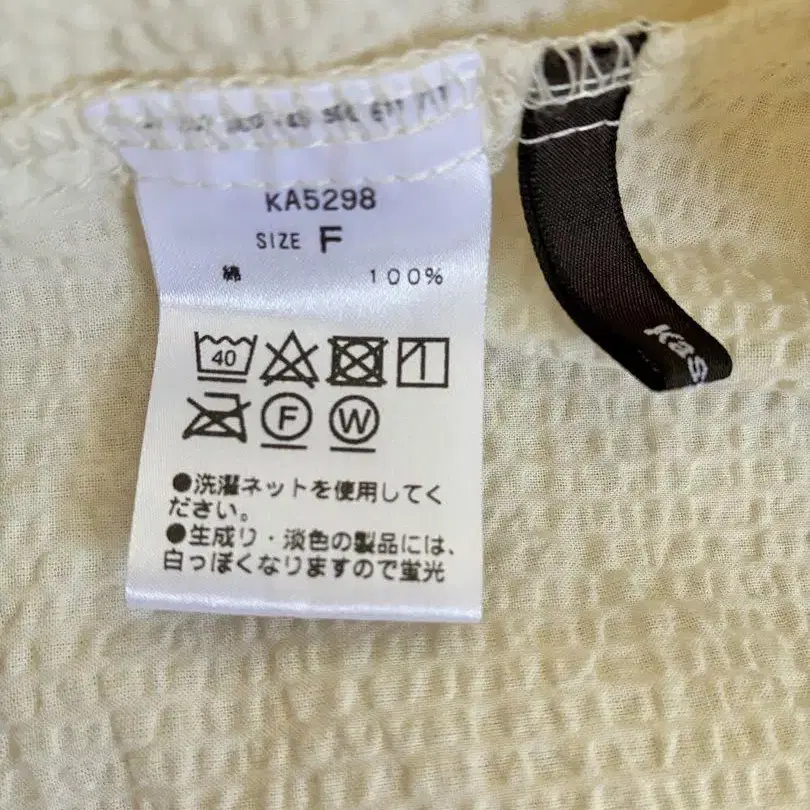 KA5298
SIZE F
綿 100%
40
F W
●洗濯ネットを使用してく
ださい。
●生成り・淡色の製品には、
白っぽくなりますので蛍光